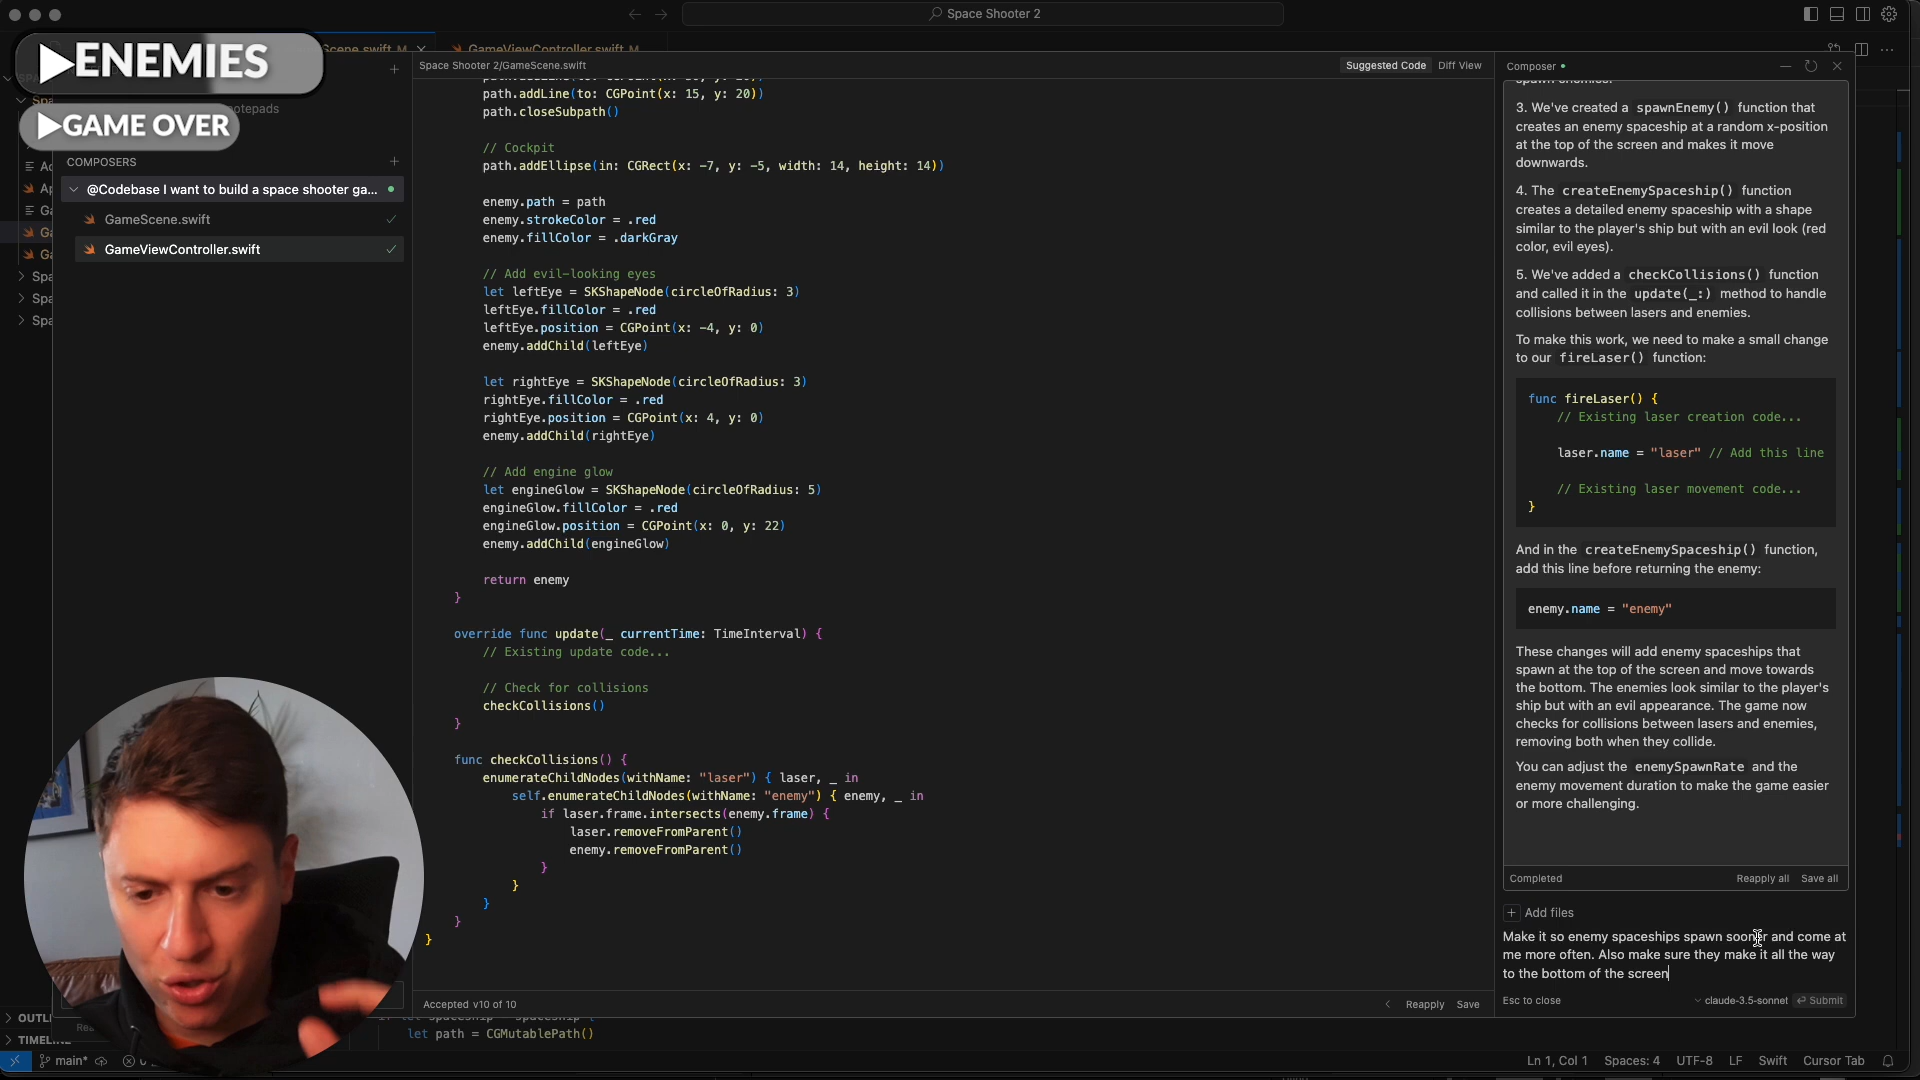 Space Shooter 2
▶ENEMIES
▶GAME OVER
Scene.swift M
GameViewController.swift M
otepads
COMPOSERS
@Codebase I want to build a space shooter ga...
GameScene.swift
GameViewController.swift
Space Shooter 2/GameScene.swift
Suggested Code
Diff View
path.addLine(to: CGPoint(x: 15, y: 20))
path.closeSubpath()
// Cockpit
path.addEllipse(in: CGRect(x: -7, y: -5, width: 14, height: 14))
enemy.path = path
enemy.strokeColor = .red
enemy.fillColor = .darkGray
// Add evil-looking eyes
let leftEye = SKShapeNode(circleOfRadius: 3)
leftEye.fillColor = .red
leftEye.position = CGPoint(x: -4, y: 0)
enemy.addChild(leftEye)
let rightEye = SKShapeNode(circleOfRadius: 3)
rightEye.fillColor = .red
rightEye.position = CGPoint(x: 4, y: 0)
enemy.addChild(rightEye)
// Add engine glow
let engineGlow = SKShapeNode(circleOfRadius: 5)
engineGlow.fillColor = .red
engineGlow.position = CGPoint(x: 0, y: 22)
enemy.addChild(engineGlow)
return enemy
}
override func update(_ currentTime: TimeInterval) {
// Existing update code...
// Check for collisions
checkCollisions()
}
func checkCollisions() {
enumerateChildNodes(withName: "laser") { laser, _ in
self.enumerateChildNodes(withName: "enemy") { enemy, _ in
if laser.frame.intersects(enemy.frame) {
laser.removeFromParent()
enemy.removeFromParent()
}
}
}
}
}
Accepted v10 of 10
Reapply
Save
let path = CGMutablePath()
Composer
spawn enemies.
3. We've created a spawnEnemy() function that
creates an enemy spaceship at a random x-position
at the top of the screen and makes it move
downwards.
4. The createEnemySpaceship() function
creates a detailed enemy spaceship with a shape
similar to the player's ship but with an evil look (red
color, evil eyes).
5. We've added a checkCollisions() function
and called it in the update(_:) method to handle
collisions between lasers and enemies.
To make this work, we need to make a small change
to our fireLaser() function:
func fireLaser() {
// Existing laser creation code...
laser.name = "laser" // Add this line
// Existing laser movement code...
}
And in the createEnemySpaceship() function,
add this line before returning the enemy:
enemy.name = "enemy"
These changes will add enemy spaceships that
spawn at the top of the screen and move towards
the bottom. The enemies look similar to the player's
ship but with an evil appearance. The game now
checks for collisions between lasers and enemies,
removing both when they collide.
You can adjust the enemySpawnRate and the
enemy movement duration to make the game easier
or more challenging.
Completed
Reapply all
Save all
+ Add files
Make it so enemy spaceships spawn sooner and come at
me more often. Also make sure they make it all the way
to the bottom of the screen
Esc to close
claude-3.5-sonnet
Submit
OUTLI
TIMELINE
main*
Ln 1, Col 1
Spaces: 4
UTF-8
LF
Swift
Cursor Tab